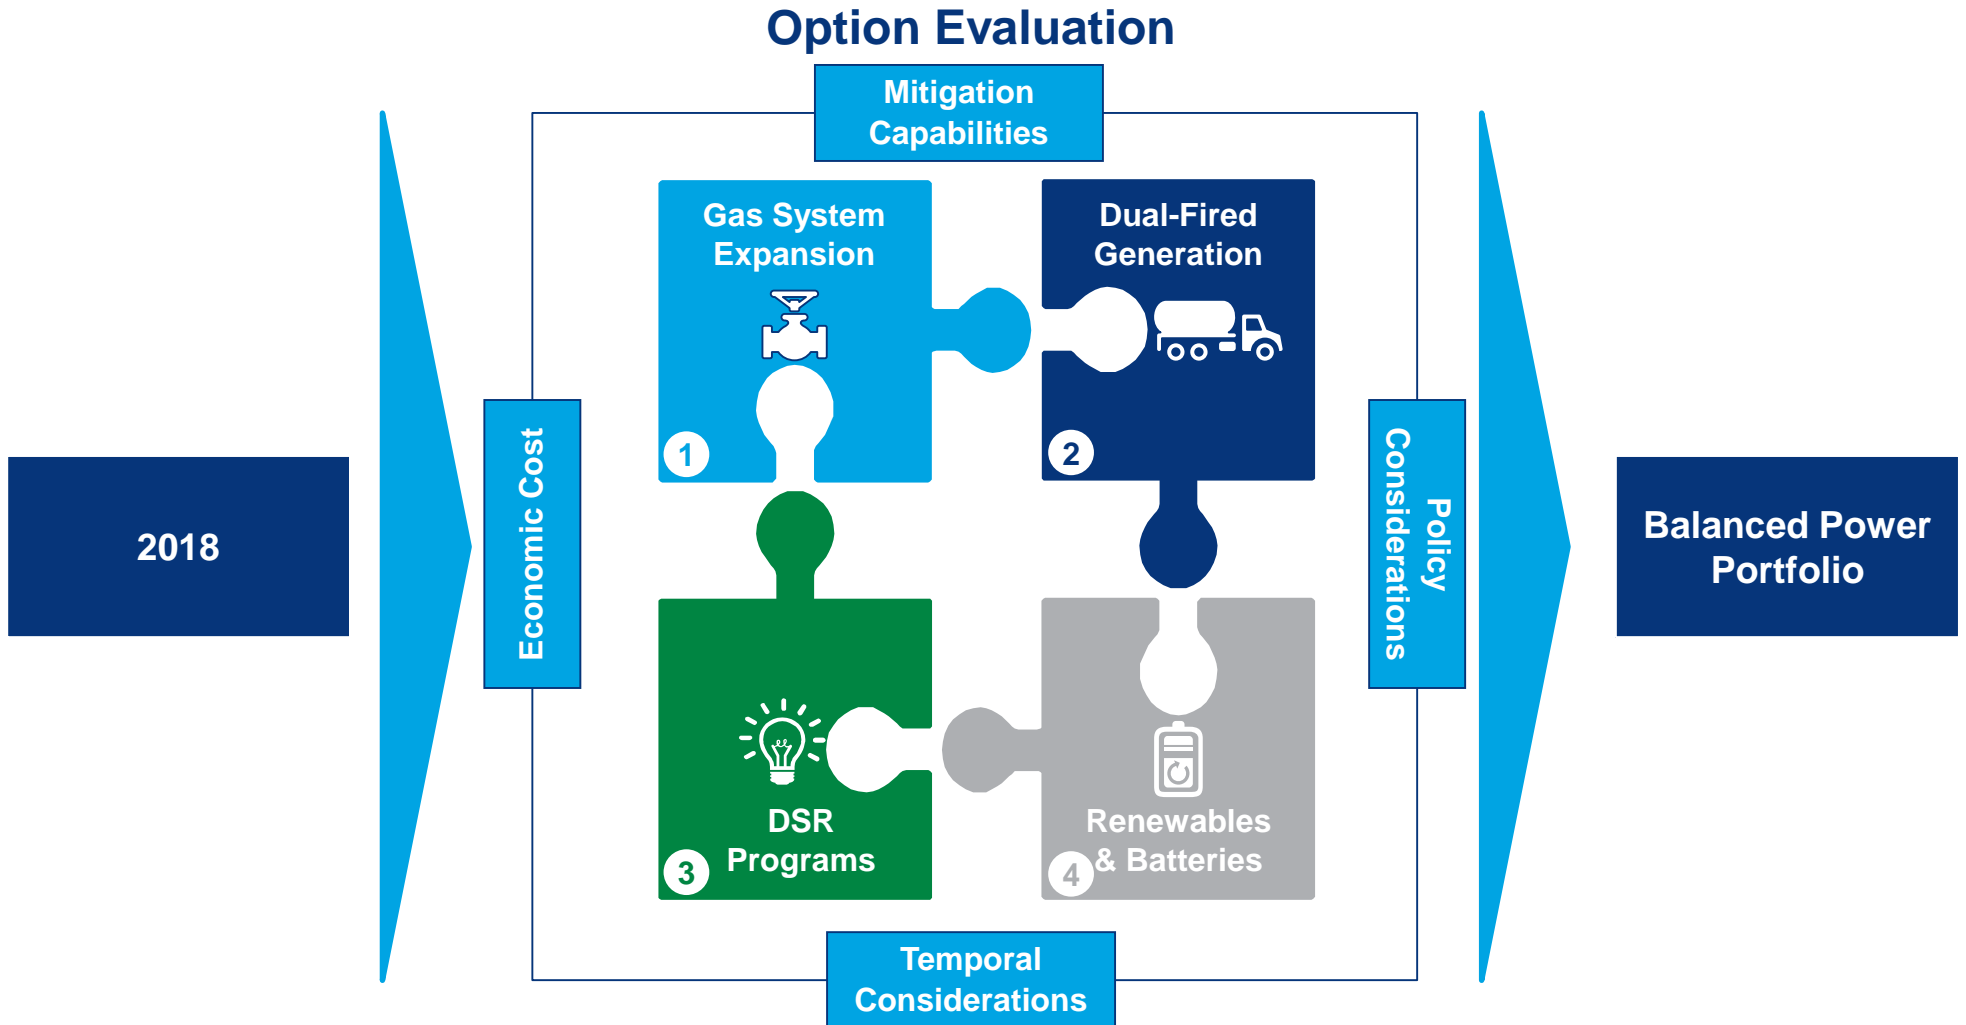 Option Evaluation
Mitigation
Capabilities
Gas System
Expansion
1
Dual-Fired
Generation
2
2018
Economic Cost
Policy
Considerations
Balanced Power
Portfolio
DSR
Programs
3
Renewables
& Batteries
4
Temporal
Considerations